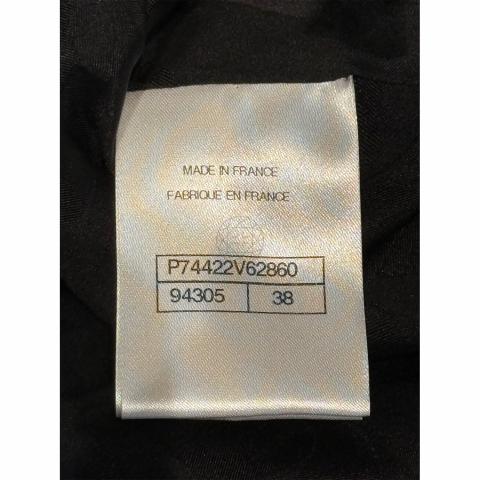 MADE IN FRANCE
FABRIQUE EN FRANCE
P74422V62860
94305 38